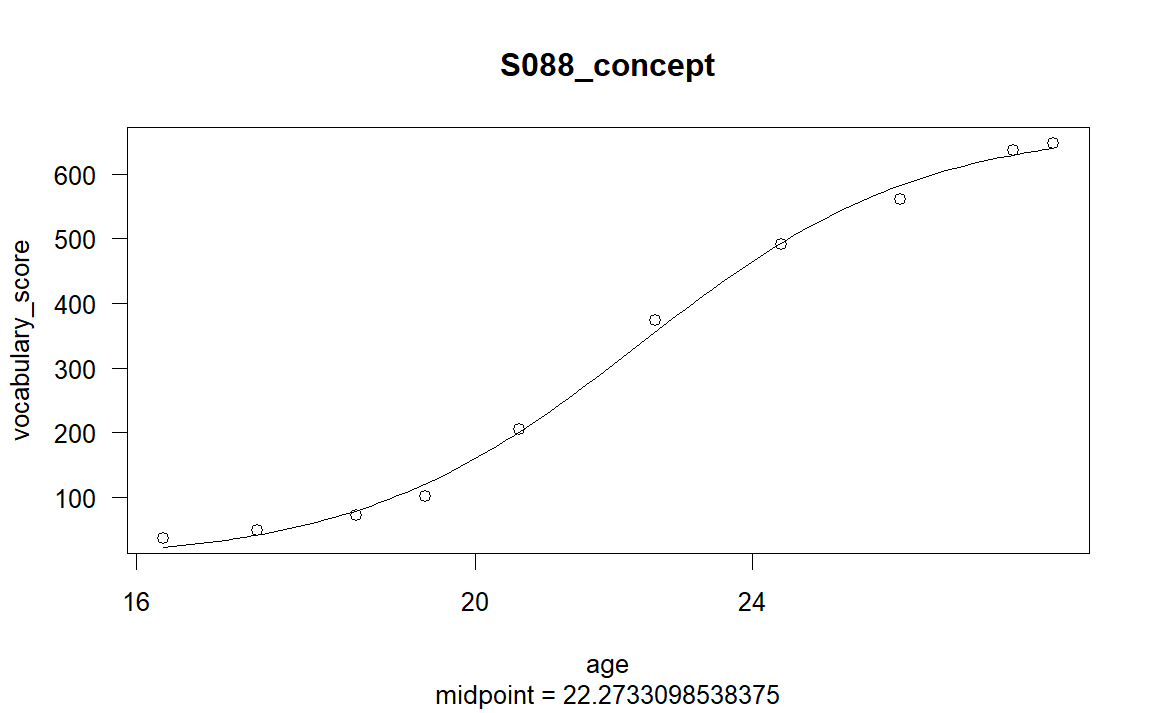 S088_concept
vocabulary_score
600
500
400
300
200
100
16 20 24
age
midpoint = 22.2733098538375